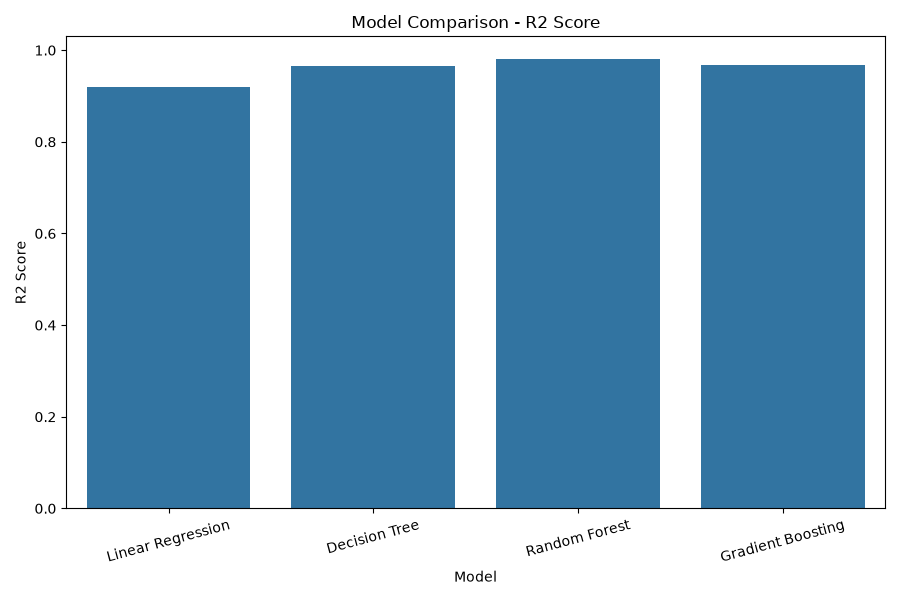 Model Comparison - R2 Score
R2 Score
1.0
0.8
0.6
0.4
0.2
0.0
Linear Regression
Decision Tree
Random Forest
Gradient Boosting
Model